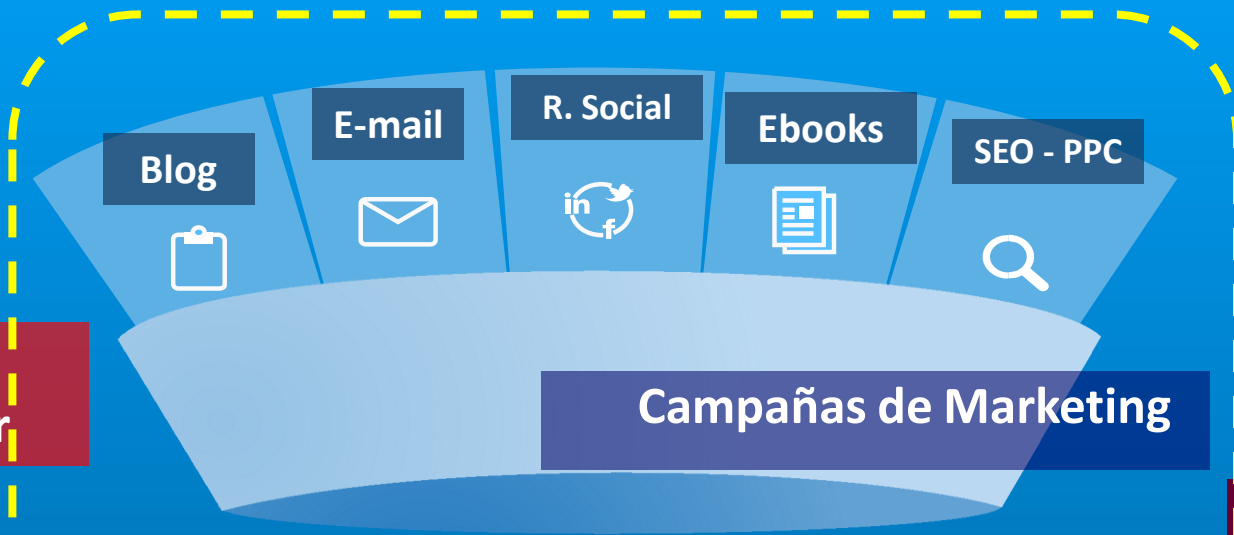 Blog
E-mail
R. Social
Ebooks
SEO - PPC
in
f
r
Campañas de Marketing